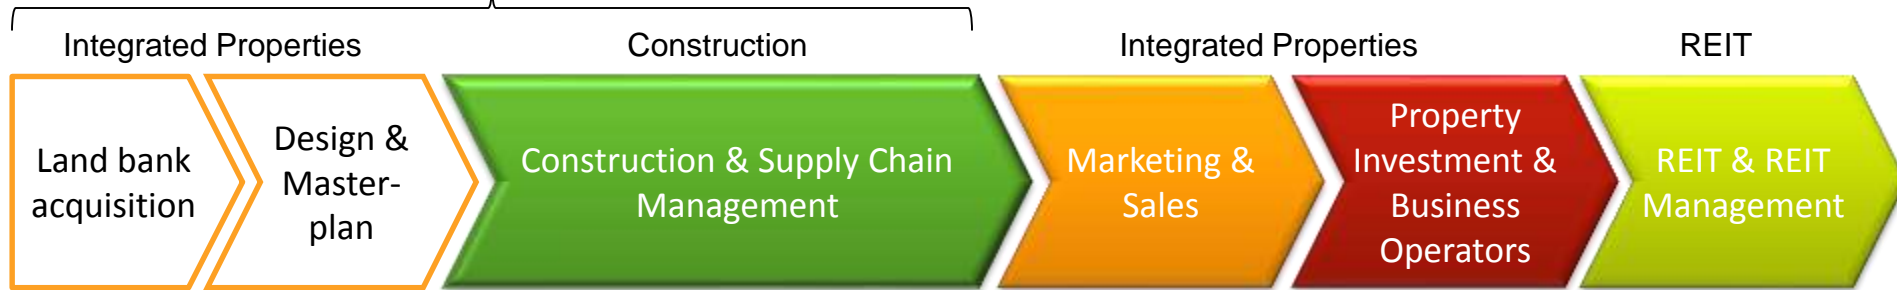 Integrated Properties
Construction
Integrated Properties
REIT
Land bank
acquisition
Design &
Master-
plan
Construction & Supply Chain
Management
Marketing &
Sales
Property
Investment &
Business
Operators
REIT & REIT
Management